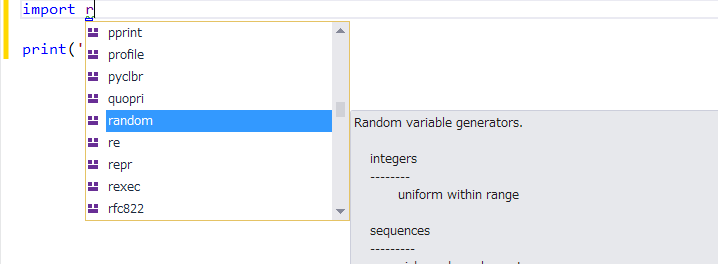 import r
pprint
print('
profile
pyclbr
quopri
random
re
repr
rexec
rfc822
Random variable generators.
integers
--------
uniform within range
sequences
---------